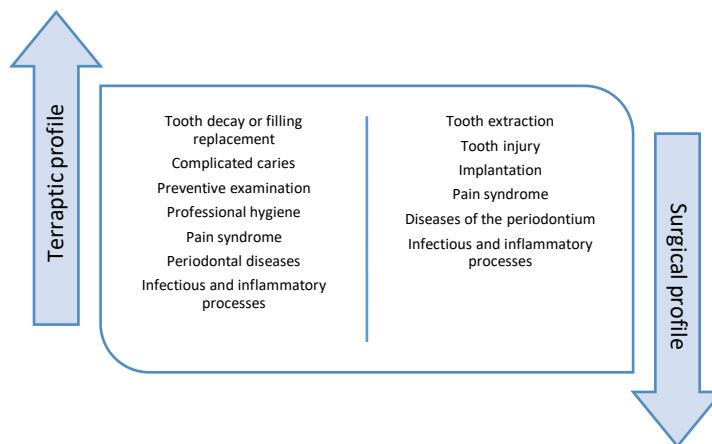 Terraptic profile
Tooth decay or filling
replacement
Complicated caries
Preventive examination
Professional hygiene
Pain syndrome
Periodontal diseases
Infectious and inflammatory
processes
Tooth extraction
Tooth injury
Implantation
Pain syndrome
Diseases of the periodontium
Infectious and inflammatory
processes
Surgical profile